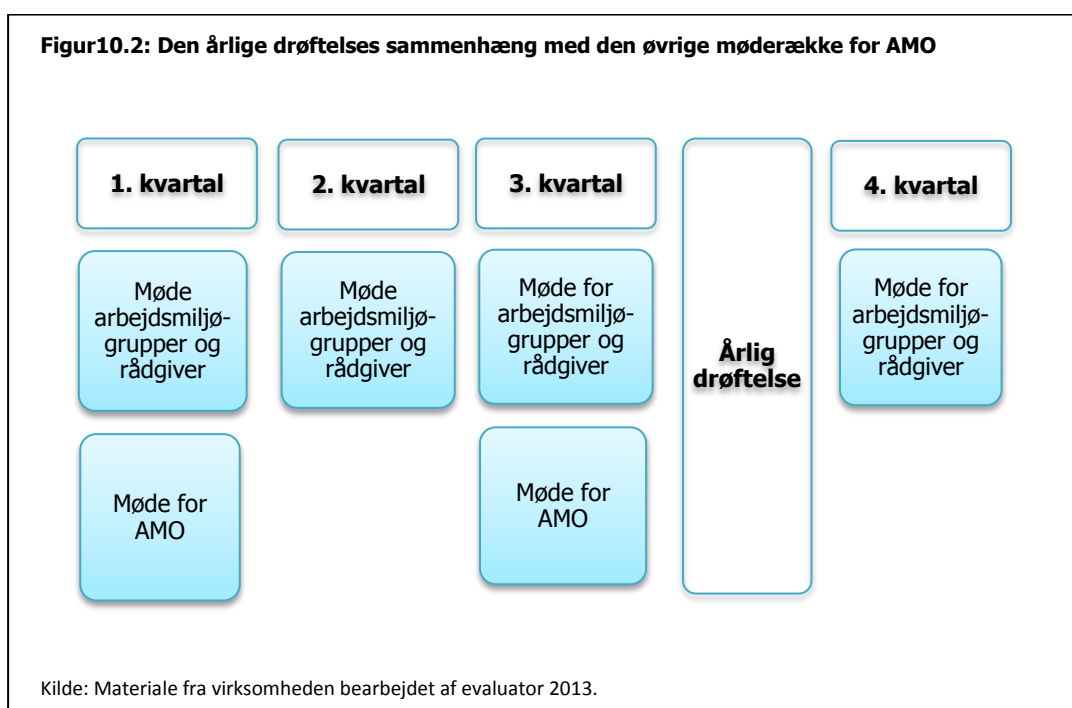 Figur10.2: Den årlige drøftelses sammenhæng med den øvrige møderække for AMO
1. kvartal
Møde
arbejdsmiljø-
grupper og
rådgiver
Møde for
AMO
2. kvartal
Møde
arbejdsmiljø-
grupper og
rådgiver
3. kvartal
Møde for
arbejdsmiljø-
grupper og
rådgiver
Møde for
AMO
Årlig
drøftelse
4. kvartal
Møde for
arbejdsmiljø-
grupper og
rådgiver
Kilde: Materiale fra virksomheden bearbejdet af evaluator 2013.